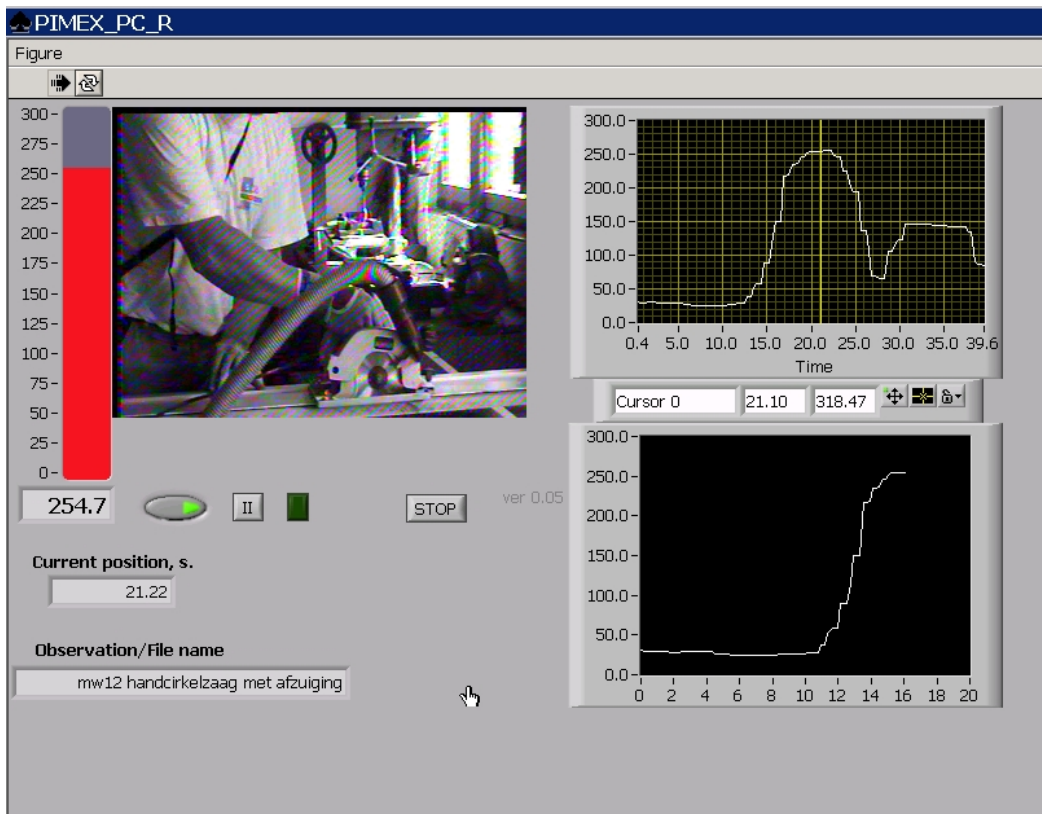 PIMEX_PC_R
Figure
300-
275-
250-
225-
200-
175-
150-
125-
100-
75-
50-
25-
0-
254.7
II
STOP
ver 0.05
Current position, s.
21.22
Observation/File name
mw12 handcirkelzaag met afzuiging
300.0-
250.0-
200.0-
150.0-
100.0-
50.0-
0.0-
0.4 5.0 10.0 15.0 20.0 25.0 30.0 35.0 39.6
Time
Cursor 0 21.10 318.47
300.0-
250.0-
200.0-
150.0-
100.0-
50.0-
0.0-
0 2 4 6 8 10 12 14 16 18 20